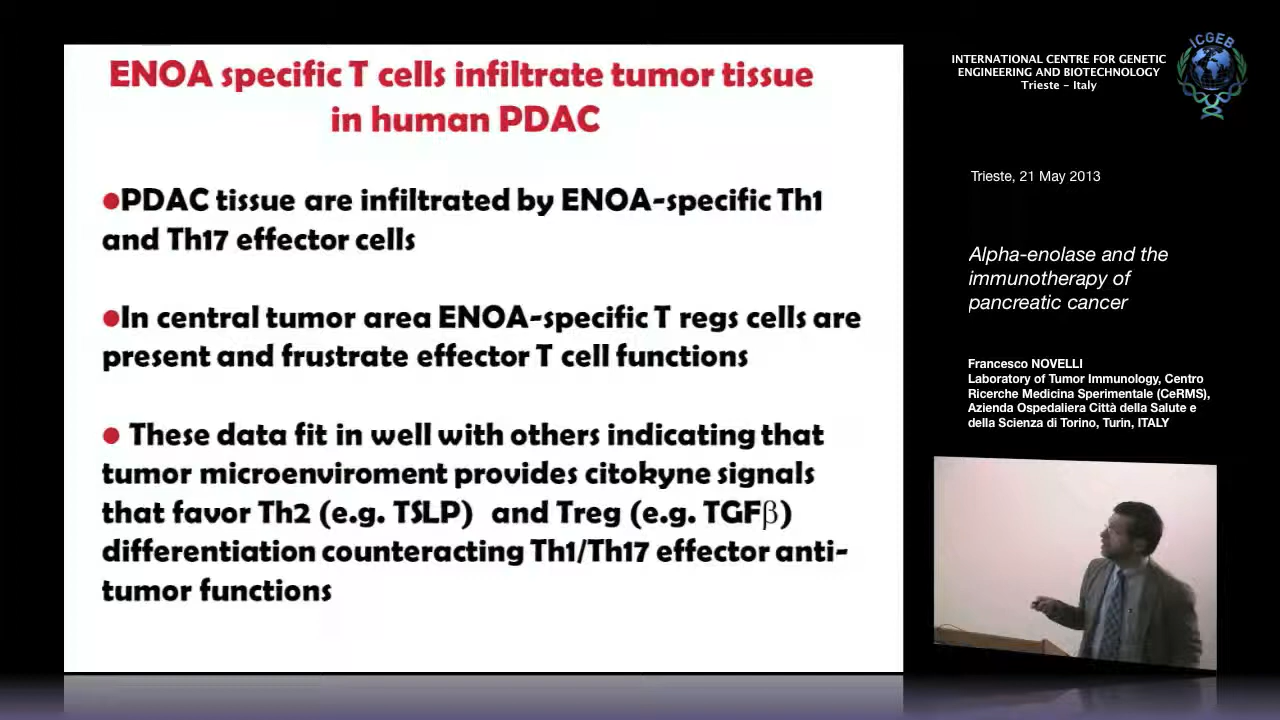 ENOA specific T cells infiltrate tumor tissue
in human PDAC
●PDAC tissue are infiltrated by ENOA-specific Th1
and Th17 effector cells
●In central tumor area ENOA-specific T regs cells are
present and frustrate effector T cell functions
● These data fit in well with others indicating that
tumor microenviroment provides citokyne signals
that favor Th2 (e.g. TSLP) and Treg (e.g. TGFβ)
differentiation counteracting Th1/Th17 effector anti-
tumor functions
INTERNATIONAL CENTRE FOR GENETIC
ENGINEERING AND BIOTECHNOLOGY
Trieste - Italy
ICGEB
Trieste, 21 May 2013
Alpha-enolase and the
immunotherapy of
pancreatic cancer
Francesco NOVELLI
Laboratory of Tumor Immunology, Centro
Ricerche Medicina Sperimentale (CeRMS),
Azienda Ospedaliera Città della Salute e
della Scienza di Torino, Turin, ITALY